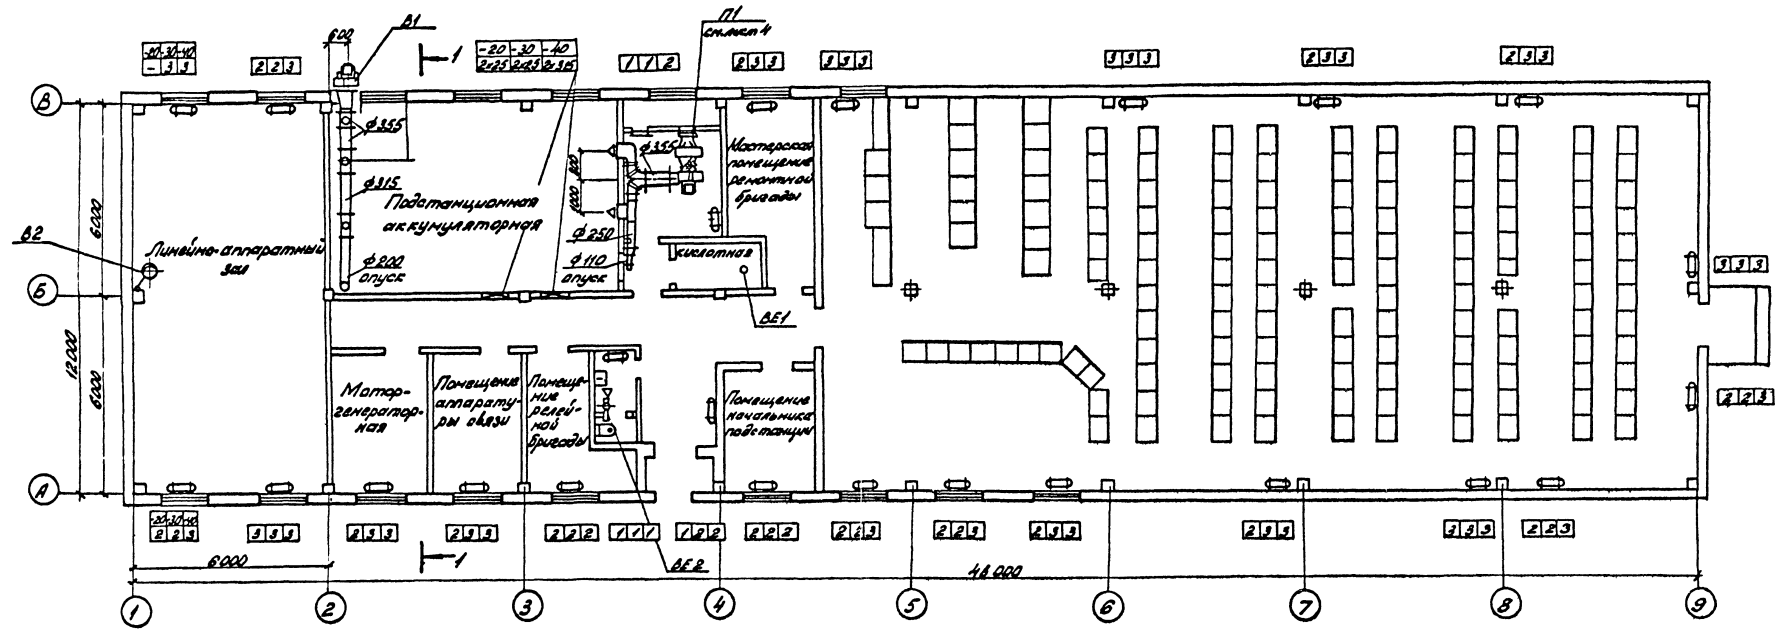 В1
П1
см.лист 4
600
1
-20 -30 -40
- 3 3
2 2 3
-20 -30 -40
2х25 2х25 2х315
1 1 2
2 3 3
3 3 3
3 3 3
2 3 3
2 3 3
В
ф355
ф355
Мастерская
помещение
ремонтной
бригады
ф315
Подстанционная
аккумуляторная
800
1000
6000
В2
Линейно-аппаратный
зал
ф250
кислотная
ф200
опуск
ф110
опуск
3 3 3
Б
ВЕ1
12000
6000
Мотор-
генератор-
ная
Помещение
аппарату-
ры связи
Помеще-
ние
релей-
ной
бригады
Помещение
начальника
подстанции
2 2 3
А
-20 -30 -40
2 2 3
3 3 3
2 3 3
2 3 3
2 2 2
1 1 1
1 2 2
2 2 2
2 2 3
2 2 3
2 3 3
2 3 3
3 3 3
2 2 3
6000
1
ВЕ2
48000
1
2
3
4
5
6
7
8
9